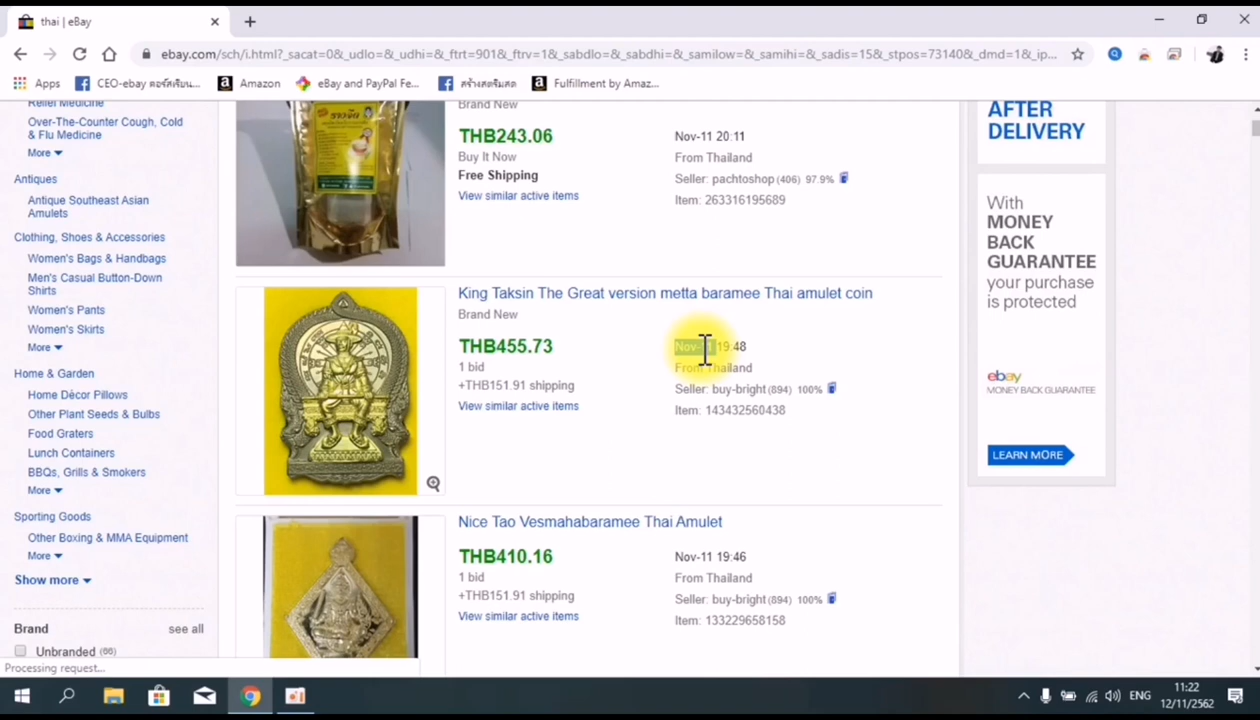 thai | eBay
ebay.com/sch/i.html?_sacat=0&_udlo=&_udhi=&_ftrt=901&_ftrv=1&_sabdlo=&_sabdhi=&_samilow=&_samihi=&_sadis=15&_stpos=73140&_dmd=1&_ip...
Apps
CEO-ebay คอร์สเรียน...
Amazon
eBay and PayPal Fe...
สร้างสดจิมสด
Fulfillment by Amaz...
Relief Medicine
Over-The-Counter Cough, Cold
& Flu Medicine
More
Antiques
Antique Southeast Asian
Amulets
Clothing, Shoes & Accessories
Women's Bags & Handbags
Men's Casual Button-Down
Shirts
Women's Pants
Women's Skirts
More
Home & Garden
Home Décor Pillows
Other Plant Seeds & Bulbs
Food Graters
Lunch Containers
BBQs, Grills & Smokers
More
Sporting Goods
Other Boxing & MMA Equipment
More
Show more
Brand see all
Unbranded (66)
Processing request...
รางจืด
Brand New
THB243.06
Buy It Now
Free Shipping
View similar active items
Nov-11 20:11
From Thailand
Seller: pachtoshop (406) 97.9%
Item: 263316195689
King Taksin The Great version metta baramee Thai amulet coin
Brand New
THB455.73
1 bid
+THB151.91 shipping
View similar active items
Nov-11 19:48
From Thailand
Seller: buy-bright (894) 100%
Item: 143432560438
Nice Tao Vesmahabaramee Thai Amulet
THB410.16
1 bid
+THB151.91 shipping
View similar active items
Nov-11 19:46
From Thailand
Seller: buy-bright (894) 100%
Item: 133229658158
AFTER
DELIVERY
With
MONEY
BACK
GUARANTEE
your purchase
is protected
ebay
MONEY BACK GUARANTEE
LEARN MORE
ENG
11:22
12/11/2562